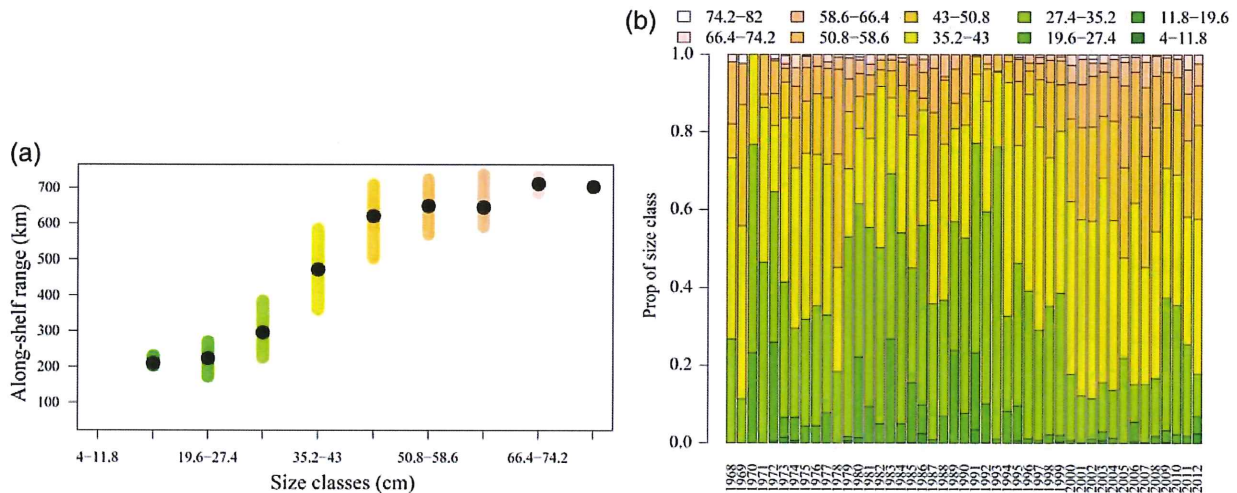 (a)
Along-shelf range (km)
700
600
500
400
300
200
100
4−11.8 19.6−27.4 35.2−43 50.8−58.6 66.4−74.2
Size classes (cm)
(b)
74.2−82 58.6−66.4 43−50.8 27.4−35.2 11.8−19.6
66.4−74.2 50.8−58.6 35.2−43 19.6−27.4 4−11.8
Prop of size class
1.0
0.8
0.6
0.4
0.2
0.0
1968 1969 1970 1971 1972 1973 1974 1975 1976 1977 1978 1979 1980 1981 1982 1983 1984 1985 1986 1987 1988 1989 1990 1991 1992 1993 1994 1995 1996 1997 1998 1999 2000 2001 2002 2003 2004 2005 2006 2007 2008 2009 2010 2011 2012